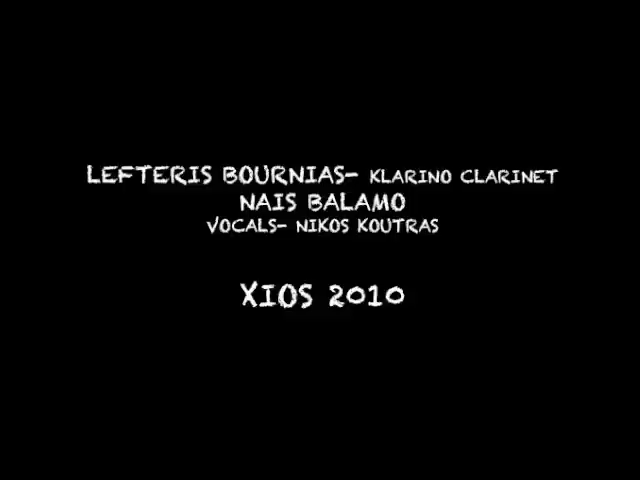 LEFTERIS BOURNIAS- KLARINO CLARINET
NAIS BALAMO
VOCALS- NIKOS KOUTRAS
XIOS 2010